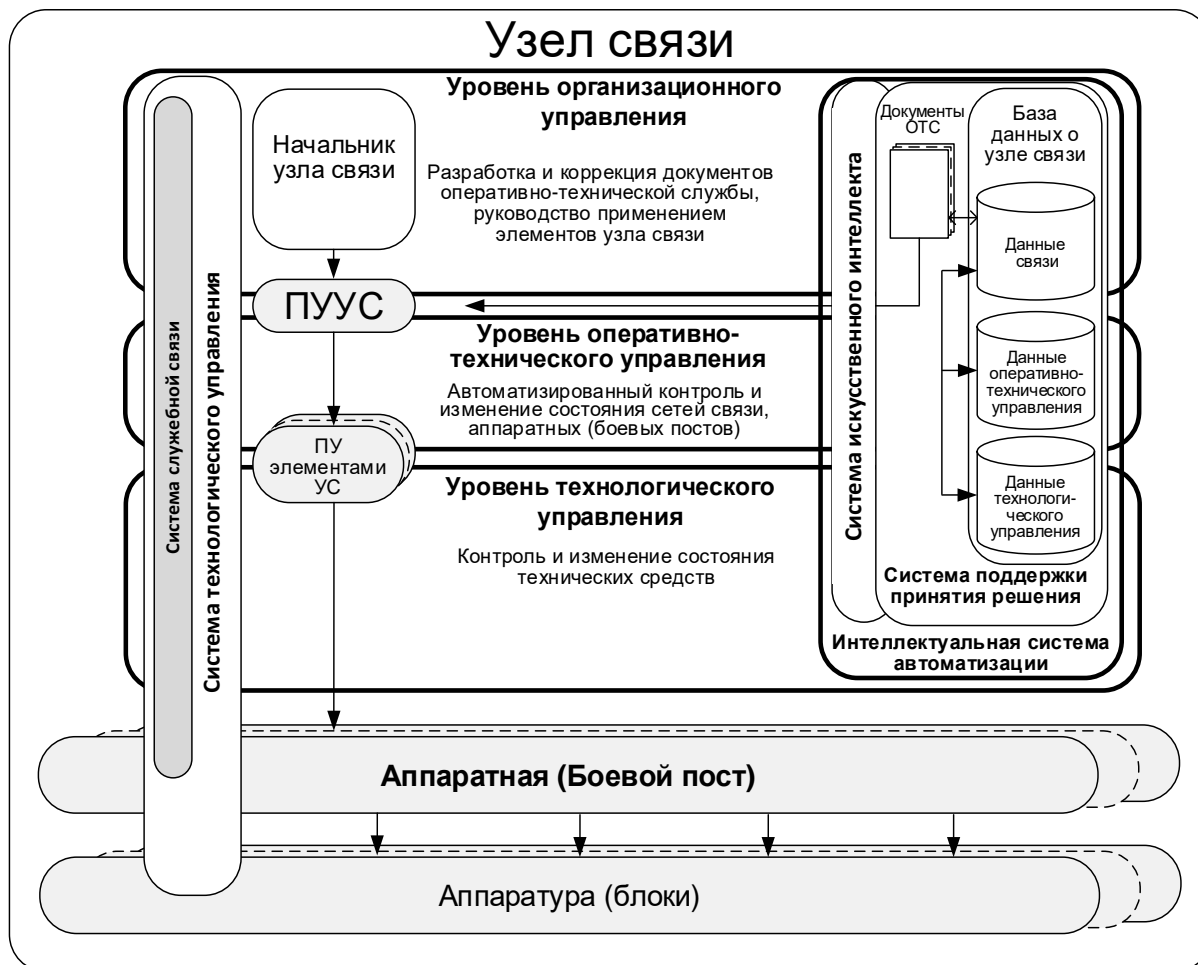 Узел связи
Уровень организационного
управления
Начальник
узла связи
Разработка и коррекция документов
оперативно-технической службы,
руководство применением
элементов узла связи
Документы
ОТС
База
данных о
узле связи
Данные
связи
ПУУС
Уровень оперативно-
технического управления
Автоматизированный контроль и
изменение состояния сетей связи,
аппаратных (боевых постов)
Данные
оперативно-
технического
управления
ПУ
элементами
УС
Уровень технологического
управления
Контроль и изменение состояния
технических средств
Данные
технологи-
ческого
управления
Система служебной связи
Система технологического управления
Система искусственного интеллекта
Система поддержки
принятия решения
Интеллектуальная система
автоматизации
Аппаратная (Боевой пост)
Аппаратура (блоки)